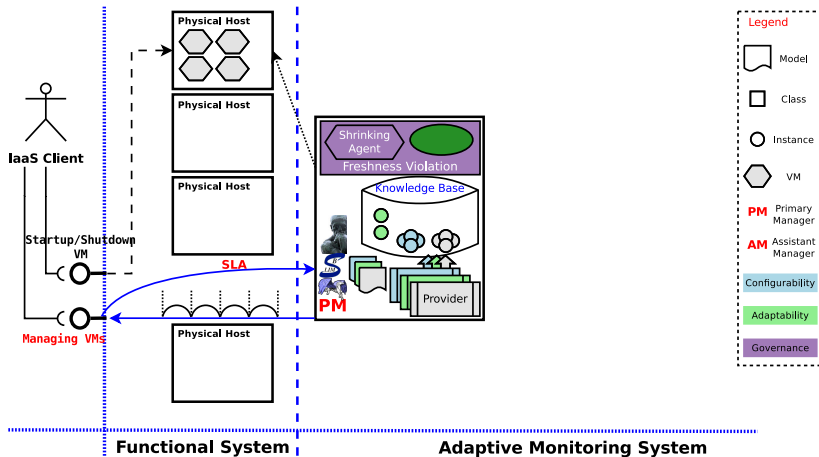 Physical Host
Physical Host
Physical Host
Physical Host
IaaS Client
Startup/Shutdown
VM
SLA
Managing VMs
Shrinking
Agent
Freshness Violation
Knowledge Base
PM
Provider
Functional System
Adaptive Monitoring System
Legend
Model
Class
Instance
VM
PM
Primary
Manager
AM
Assistant
Manager
Configurability
Adaptability
Governance